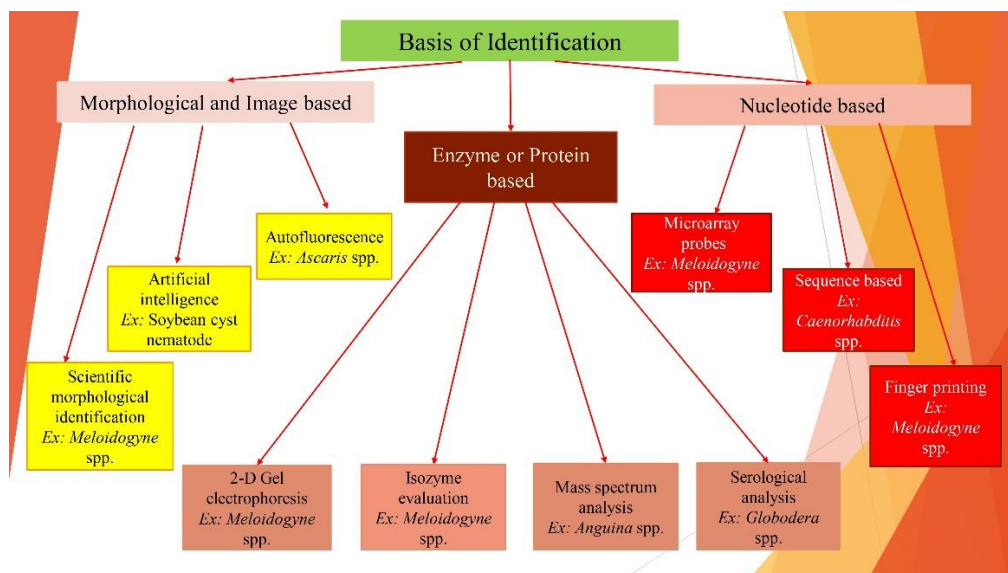 Basis of Identification
Morphological and Image based
Nucleotide based
Enzyme or Protein
based
Autofluorescence
Ex: Ascaris spp.
Artificial
intelligence
Ex: Soybean cyst
nematode
Scientific
morphological
identification
Ex: Meloidogyne
spp.
Microarray
probes
Ex: Meloidogyne
spp.
Sequence based
Ex:
Caenorhabditis
spp.
Finger printing
Ex:
Meloidogyne
spp.
2-D Gel
electrophoresis
Ex: Meloidogyne
spp.
Isozyme
evaluation
Ex: Meloidogyne
spp.
Mass spectrum
analysis
Ex: Anguina spp.
Serological
analysis
Ex: Globodera
spp.